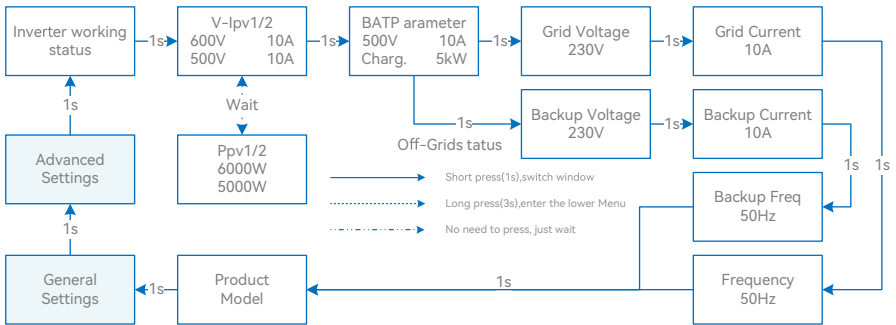 Inverter working
status
1s
V-Ipv1/2
600V 10A
500V 10A
1s
BATP arameter
500V 10A
Charg. 5kW
1s
Grid Voltage
230V
1s
Grid Current
10A
1s
Wait
1s
Backup Voltage
230V
1s
Backup Current
10A
Off-Grids tatus
Advanced
Settings
Ppv1/2
6000W
5000W
1s
1s
Short press(1s),switch window
Long press(3s),enter the lower Menu
No need to press, just wait
Backup Freq
50Hz
1s
General
Settings
1s
Product
Model
1s
Frequency
50Hz